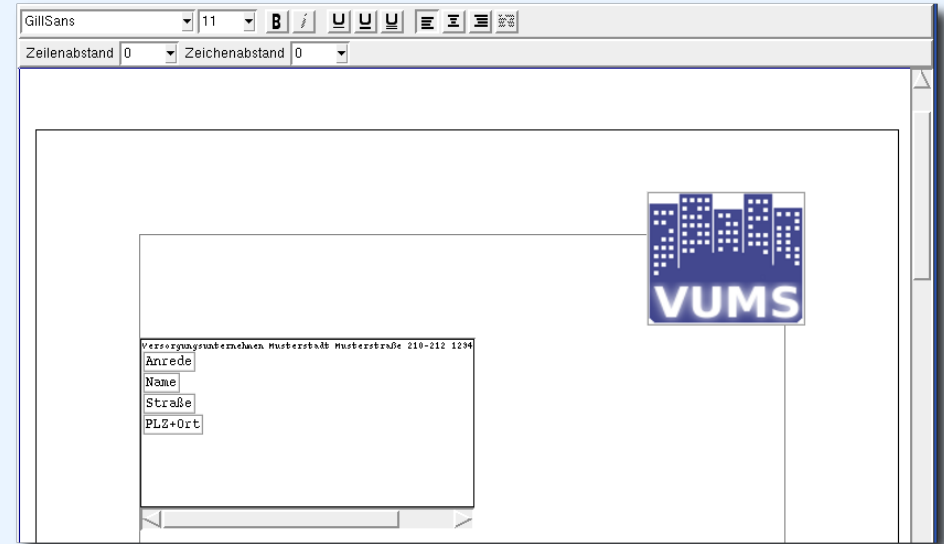 GillSans 11 B i U U U
Zeilenabstand 0 Zeichenabstand 0
VUMS
Versorgungsunternehmen Musterstadt Musterstraße 210-212 1234
Anrede
Name
Straße
PLZ+Ort